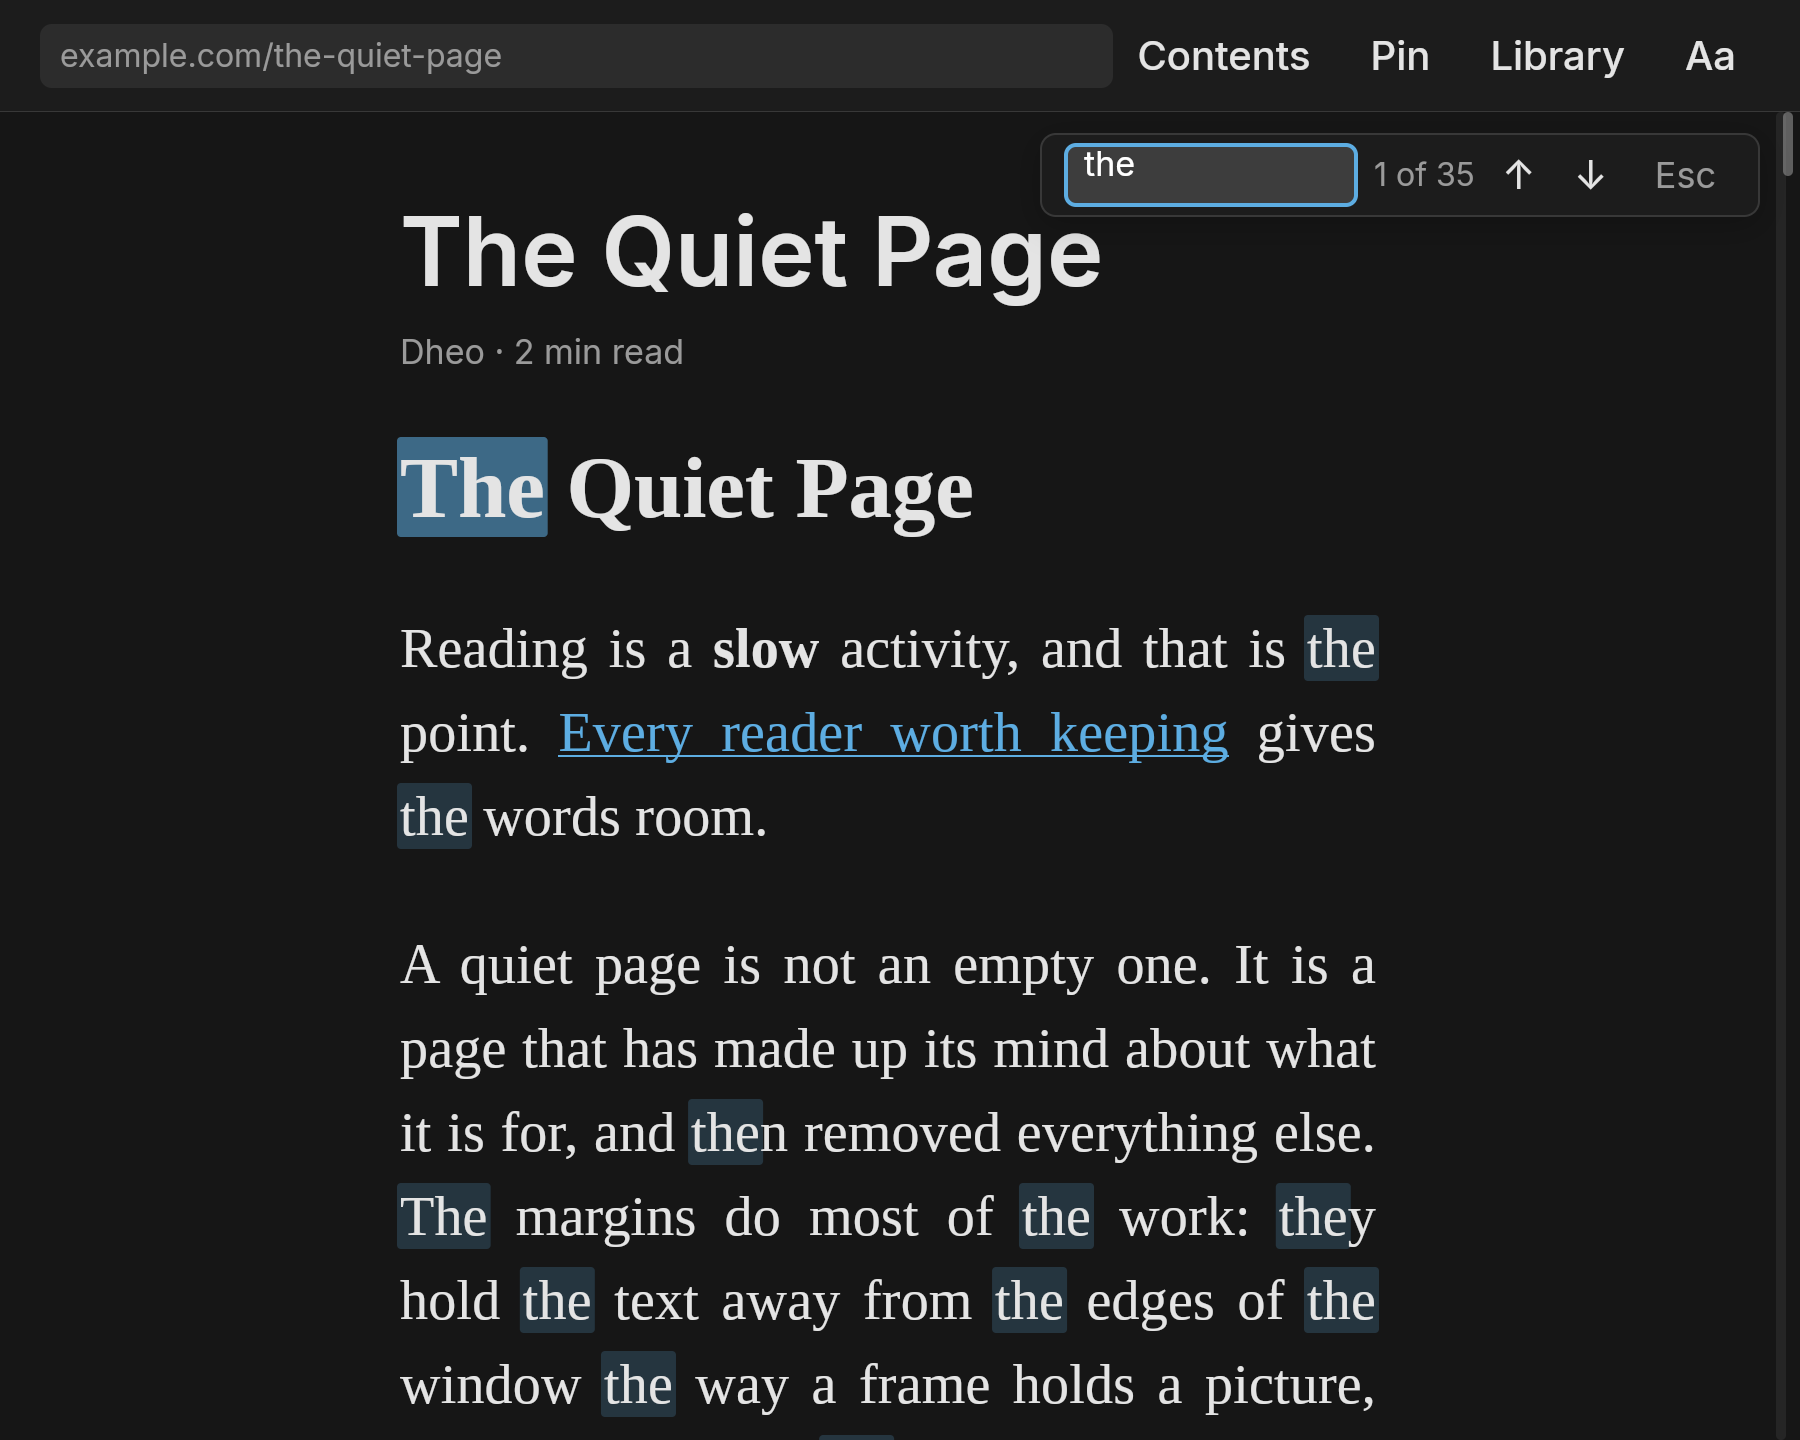 example.com/the-quiet-page
Contents
Pin
Library
Aa
the
1 of 35
↑
↓
Esc
The Quiet Page
Dheo · 2 min read
The Quiet Page
Reading is a slow activity, and that is the
point. Every reader worth keeping gives
the words room.
A quiet page is not an empty one. It is a
page that has made up its mind about what
it is for, and then removed everything else.
The margins do most of the work: they
hold the text away from the edges of the
window the way a frame holds a picture,